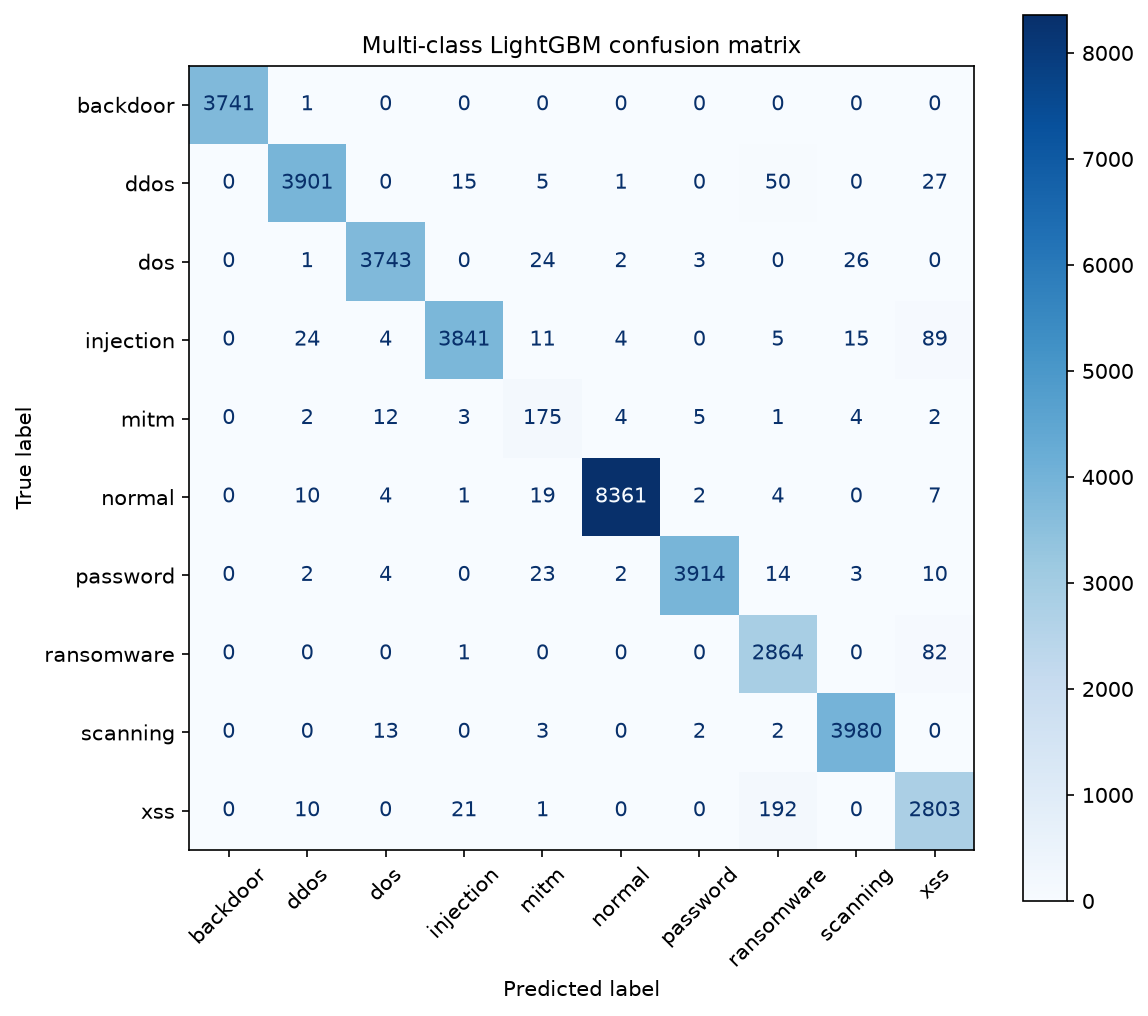 Multi-class LightGBM confusion matrix
backdoor 3741 1 0 0 0 0 0 0 0 0
ddos 0 3901 0 15 5 1 0 50 0 27
dos 0 1 3743 0 24 2 3 0 26 0
injection 0 24 4 3841 11 4 0 5 15 89
mitm 0 2 12 3 175 4 5 1 4 2
normal 0 10 4 1 19 8361 2 4 0 7
password 0 2 4 0 23 2 3914 14 3 10
ransomware 0 0 0 1 0 0 0 2864 0 82
scanning 0 0 13 0 3 0 2 2 3980 0
xss 0 10 0 21 1 0 0 192 0 2803
backdoor ddos dos injection mitm normal password ransomware scanning xss
Predicted label
True label
8000
7000
6000
5000
4000
3000
2000
1000
0